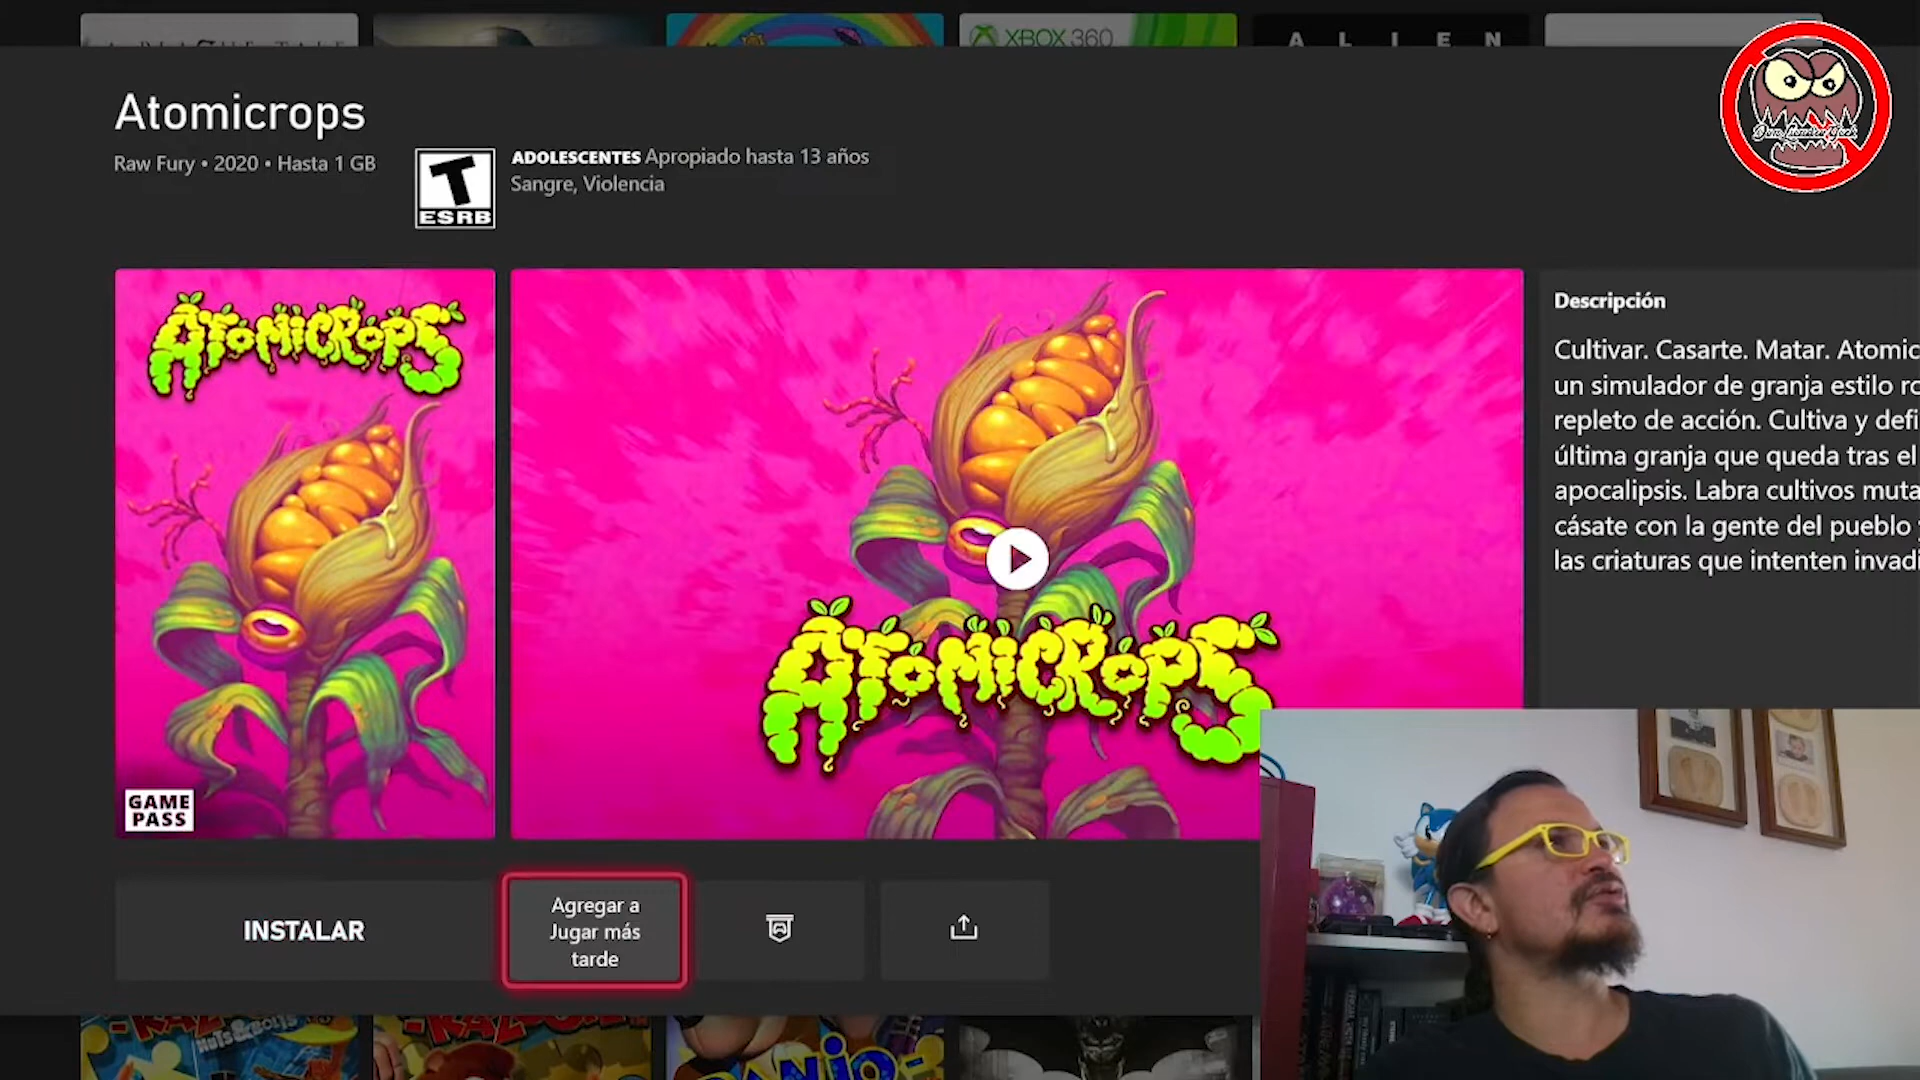 XBOX 360
A L I E N
Atomicrops
Raw Fury • 2020 • Hasta 1 GB
T
ESRB
ADOLESCENTES Apropiado hasta 13 años
Sangre, Violencia
ATOMICROPS
GAME
PASS
ATOMICROPS
Descripción
Cultivar. Casarte. Matar. Atomic
un simulador de granja estilo ro
repleto de acción. Cultiva y defi
última granja que queda tras el
apocalipsis. Labra cultivos muta
cásate con la gente del pueblo y
las criaturas que intenten invadi
INSTALAR
Agregar a
Jugar más
tarde
Nuts & Bolts